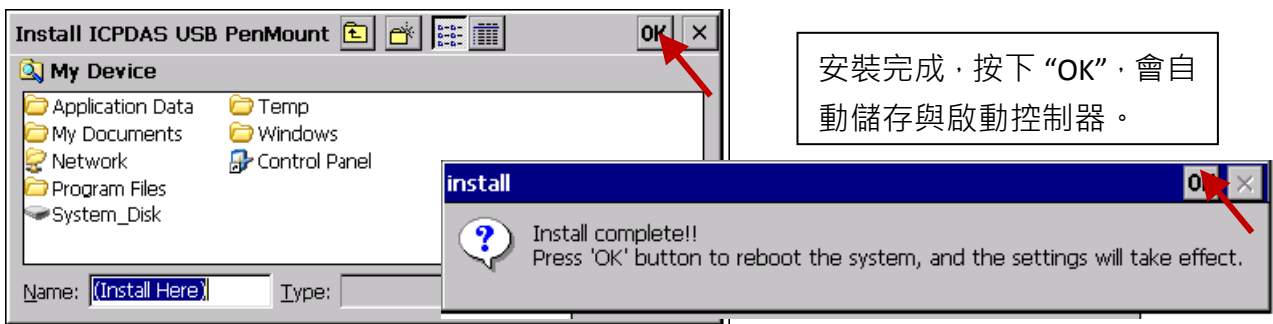 Install ICPDAS USB PenMount
OK
My Device
Application Data
Temp
My Documents
Windows
Network
Control Panel
Program Files
System_Disk
Name: (Install Here)
Type:
安裝完成，按下 “OK”，會自
動儲存與啟動控制器。
install
OK
Install complete!!
Press 'OK' button to reboot the system, and the settings will take effect.